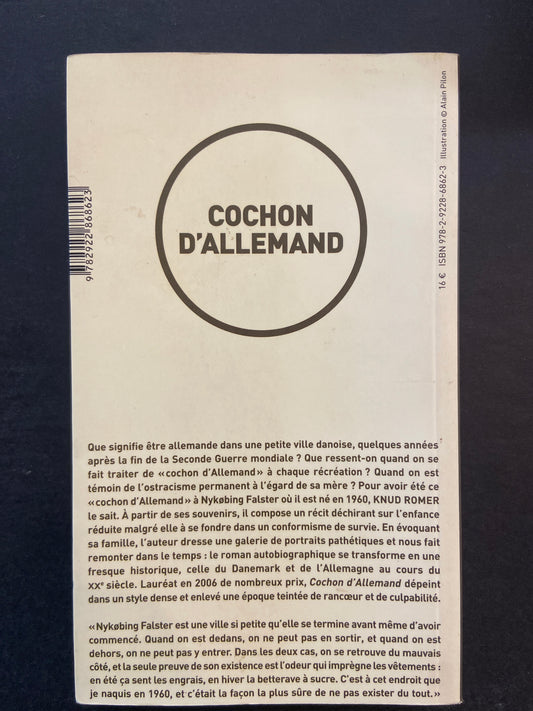 COCHON
D'ALLEMAND
9 782922 868623
16 € ISBN 978-2-9228-6862-3 Illustration © Alain Pilon
Que signifie être allemande dans une petite ville danoise, quelques années
après la fin de la Seconde Guerre mondiale ? Que ressent-on quand on se
fait traiter de «cochon d'Allemand» à chaque récréation ? Quand on est
témoin de l'ostracisme permanent à l'égard de sa mère ? Pour avoir été ce
«cochon d'Allemand» à Nykøbing Falster où il est né en 1960, KNUD ROMER
le sait. À partir de ses souvenirs, il compose un récit déchirant sur l'enfance
réduite malgré elle à se fondre dans un conformisme de survie. En évoquant
sa famille, l'auteur dresse une galerie de portraits pathétiques et nous fait
remonter dans le temps : le roman autobiographique se transforme en une
fresque historique, celle du Danemark et de l'Allemagne au cours du
XXe siècle. Lauréat en 2006 de nombreux prix, Cochon d'Allemand dépeint
dans un style dense et enlevé une époque teintée de rancœur et de culpabilité.
«Nykøbing Falster est une ville si petite qu'elle se termine avant même d'avoir
commencé. Quand on est dedans, on ne peut pas en sortir, et quand on est
dehors, on ne peut pas y entrer. Dans les deux cas, on se retrouve du mauvais
côté, et la seule preuve de son existence est l'odeur qui imprègne les vêtements :
en été ça sent les engrais, en hiver la betterave à sucre. C'est à cet endroit que
je naquis en 1960, et c'était la façon la plus sûre de ne pas exister du tout.»